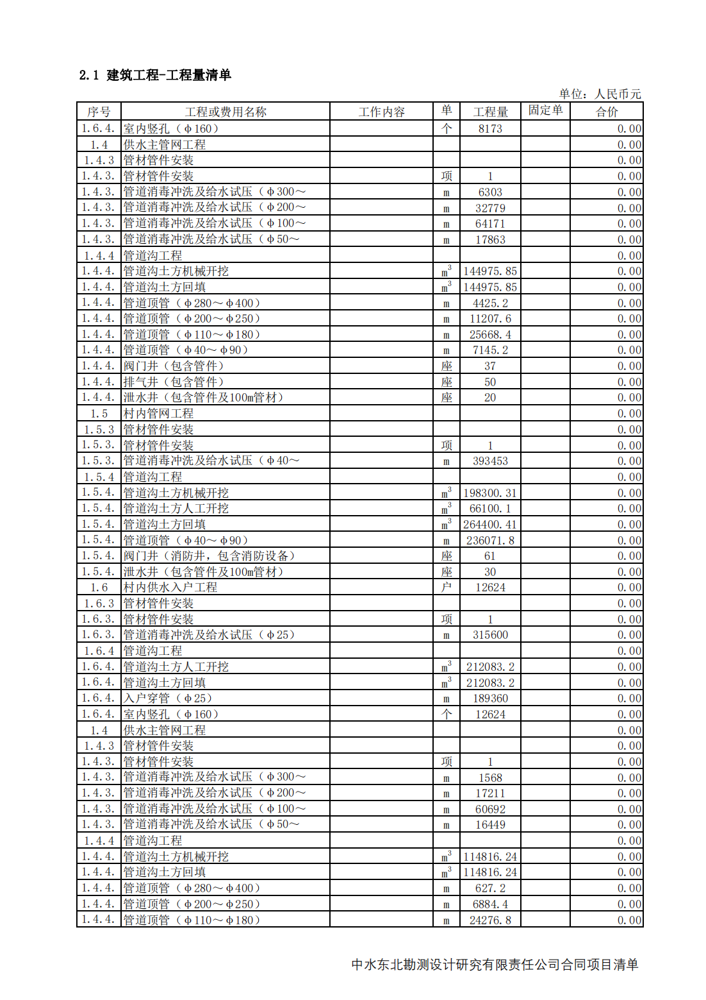 2.1 建筑工程-工程量清单
单位：人民币元
序号 工程或费用名称 工作内容 单 工程量 固定单 合价
1.6.4. 室内竖孔（φ160） 个 8173 0.00
1.4 供水主管网工程 0.00
1.4.3 管材管件安装 0.00
1.4.3. 管材管件安装 项 1 0.00
1.4.3. 管道消毒冲洗及给水试压（φ300～ m 6303 0.00
1.4.3. 管道消毒冲洗及给水试压（φ200～ m 32779 0.00
1.4.3. 管道消毒冲洗及给水试压（φ100～ m 64171 0.00
1.4.3. 管道消毒冲洗及给水试压（φ50～ m 17863 0.00
1.4.4 管道沟工程 0.00
1.4.4. 管道沟土方机械开挖 m³ 144975.85 0.00
1.4.4. 管道沟土方回填 m³ 144975.85 0.00
1.4.4. 管道顶管（φ280～φ400） m 4425.2 0.00
1.4.4. 管道顶管（φ200～φ250） m 11207.6 0.00
1.4.4. 管道顶管（φ110～φ180） m 25668.4 0.00
1.4.4. 管道顶管（φ40～φ90） m 7145.2 0.00
1.4.4. 阀门井（包含管件） 座 37 0.00
1.4.4. 排气井（包含管件） 座 50 0.00
1.4.4. 泄水井（包含管件及100m管材） 座 20 0.00
1.5 村内管网工程 0.00
1.5.3 管材管件安装 0.00
1.5.3. 管材管件安装 项 1 0.00
1.5.3. 管道消毒冲洗及给水试压（φ40～ m 393453 0.00
1.5.4 管道沟工程 0.00
1.5.4. 管道沟土方机械开挖 m³ 198300.31 0.00
1.5.4. 管道沟土方人工开挖 m³ 66100.1 0.00
1.5.4. 管道沟土方回填 m³ 264400.41 0.00
1.5.4. 管道顶管（φ40～φ90） m 236071.8 0.00
1.5.4. 阀门井（消防井，包含消防设备） 座 61 0.00
1.5.4. 泄水井（包含管件及100m管材） 座 30 0.00
1.6 村内供水入户工程 户 12624 0.00
1.6.3 管材管件安装 0.00
1.6.3. 管材管件安装 项 1 0.00
1.6.3. 管道消毒冲洗及给水试压（φ25） m 315600 0.00
1.6.4 管道沟工程 0.00
1.6.4. 管道沟土方人工开挖 m³ 212083.2 0.00
1.6.4. 管道沟土方回填 m³ 212083.2 0.00
1.6.4. 入户穿管（φ25） m 189360 0.00
1.6.4. 室内竖孔（φ160） 个 12624 0.00
1.4 供水主管网工程 0.00
1.4.3 管材管件安装 0.00
1.4.3. 管材管件安装 项 1 0.00
1.4.3. 管道消毒冲洗及给水试压（φ300～ m 1568 0.00
1.4.3. 管道消毒冲洗及给水试压（φ200～ m 17211 0.00
1.4.3. 管道消毒冲洗及给水试压（φ100～ m 60692 0.00
1.4.3. 管道消毒冲洗及给水试压（φ50～ m 16449 0.00
1.4.4 管道沟工程 0.00
1.4.4. 管道沟土方机械开挖 m³ 114816.24 0.00
1.4.4. 管道沟土方回填 m³ 114816.24 0.00
1.4.4. 管道顶管（φ280～φ400） m 627.2 0.00
1.4.4. 管道顶管（φ200～φ250） m 6884.4 0.00
1.4.4. 管道顶管（φ110～φ180） m 24276.8 0.00
中水东北勘测设计研究有限责任公司合同项目清单